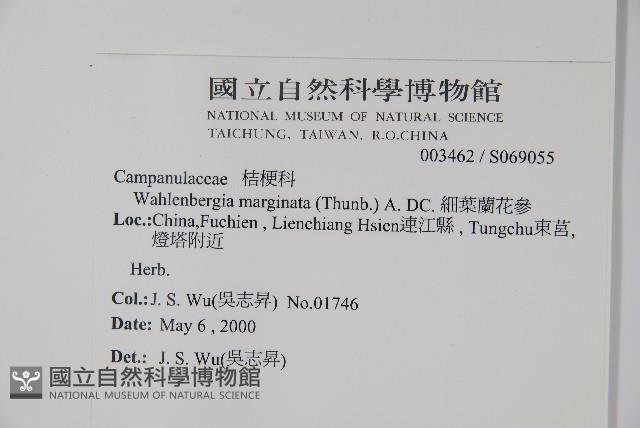 國立自然科學博物館
NATIONAL MUSEUM OF NATURAL SCIENCE
TAICHUNG, TAIWAN, R.O.CHINA
003462 / S069055
Campanulaceae 桔梗科
Wahlenbergia marginata (Thunb.) A. DC. 細葉蘭花參
Loc.:China,Fuchien , Lienchiang Hsien連江縣 , Tungchu東莒,
燈塔附近
Herb.
Col.: J. S. Wu(吳志昇) No.01746
Date: May 6 , 2000
Det.: J. S. Wu(吳志昇)
國立自然科學博物館
NATIONAL MUSEUM OF NATURAL SCIENCE